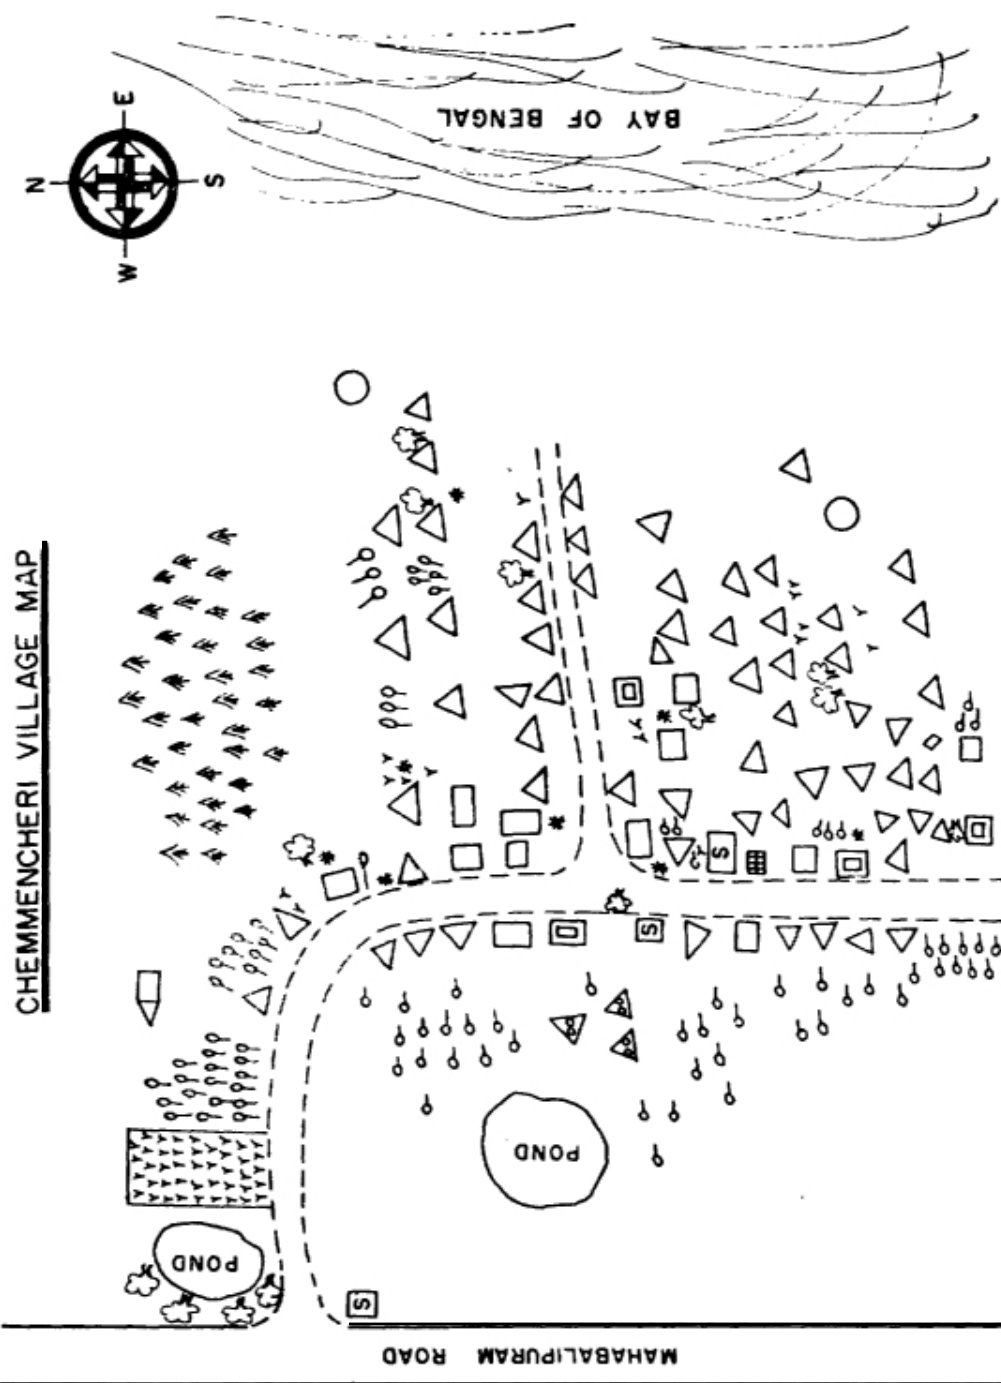 CHEMMENCHERI VILLAGE MAP
E
N
S
W
BAY OF BENGAL
S
S
POND
POND
S
MAHABALIPURAM ROAD